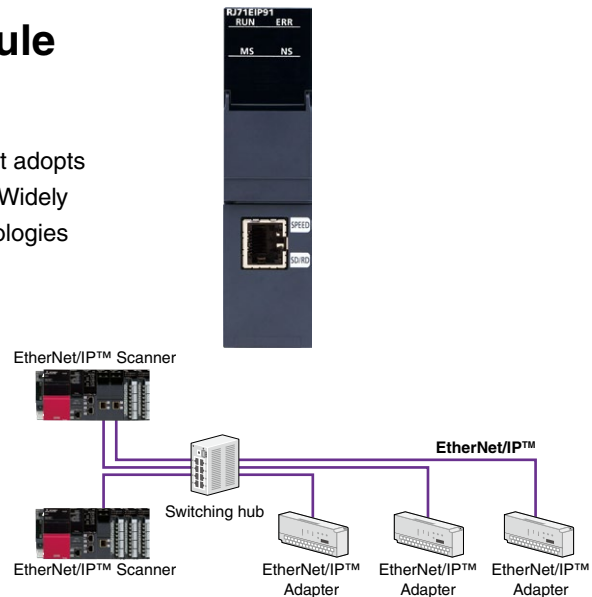 ule
t adopts
Widely
ologies
RJ71EIP91
RUN ERR
MS NS
SPEED
SD/RD
EtherNet/IP™ Scanner
EtherNet/IP™
Switching hub
EtherNet/IP™ Scanner
EtherNet/IP™
Adapter
EtherNet/IP™
Adapter
EtherNet/IP™
Adapter